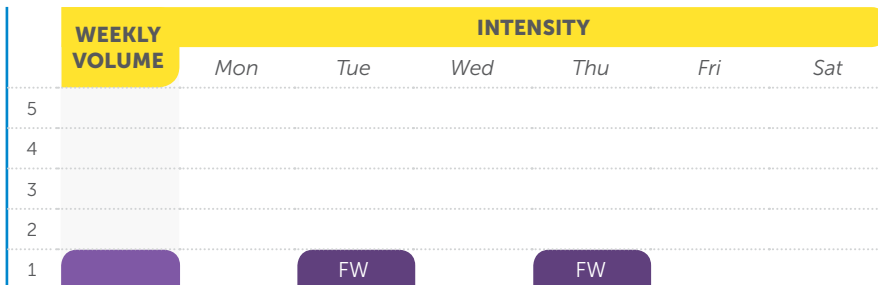 WEEKLY VOLUME
INTENSITY
Mon Tue Wed Thu Fri Sat
5
4
3
2
1 FW FW